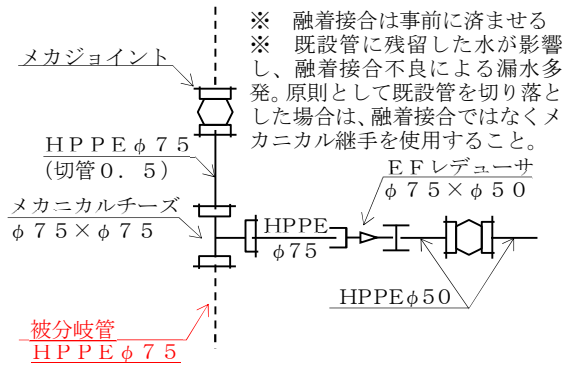 ※　融着接合は事前に済ませる
※　既設管に残留した水が影響
し、融着接合不良による漏水多
発。原則として既設管を切り落と
した場合は、融着接合ではなくメ
カニカル継手を使用すること。
メカジョイント
ＨＰＰＥφ７５
(切管０．５)
ＥＦレデューサ
φ７５×φ５０
メカニカルチーズ
φ７５×φ７５
HPPE
φ75
HPPEφ50
被分岐管
ＨＰＰＥφ７５